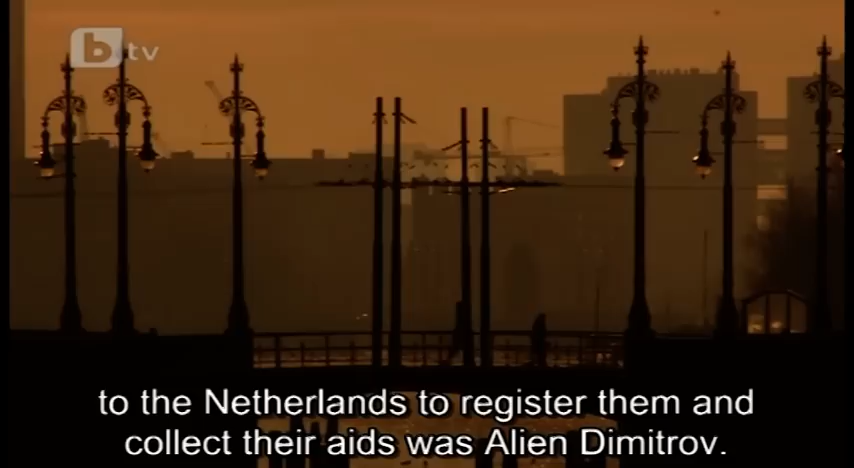 btv
to the Netherlands to register them and
collect their aids was Alien Dimitrov.